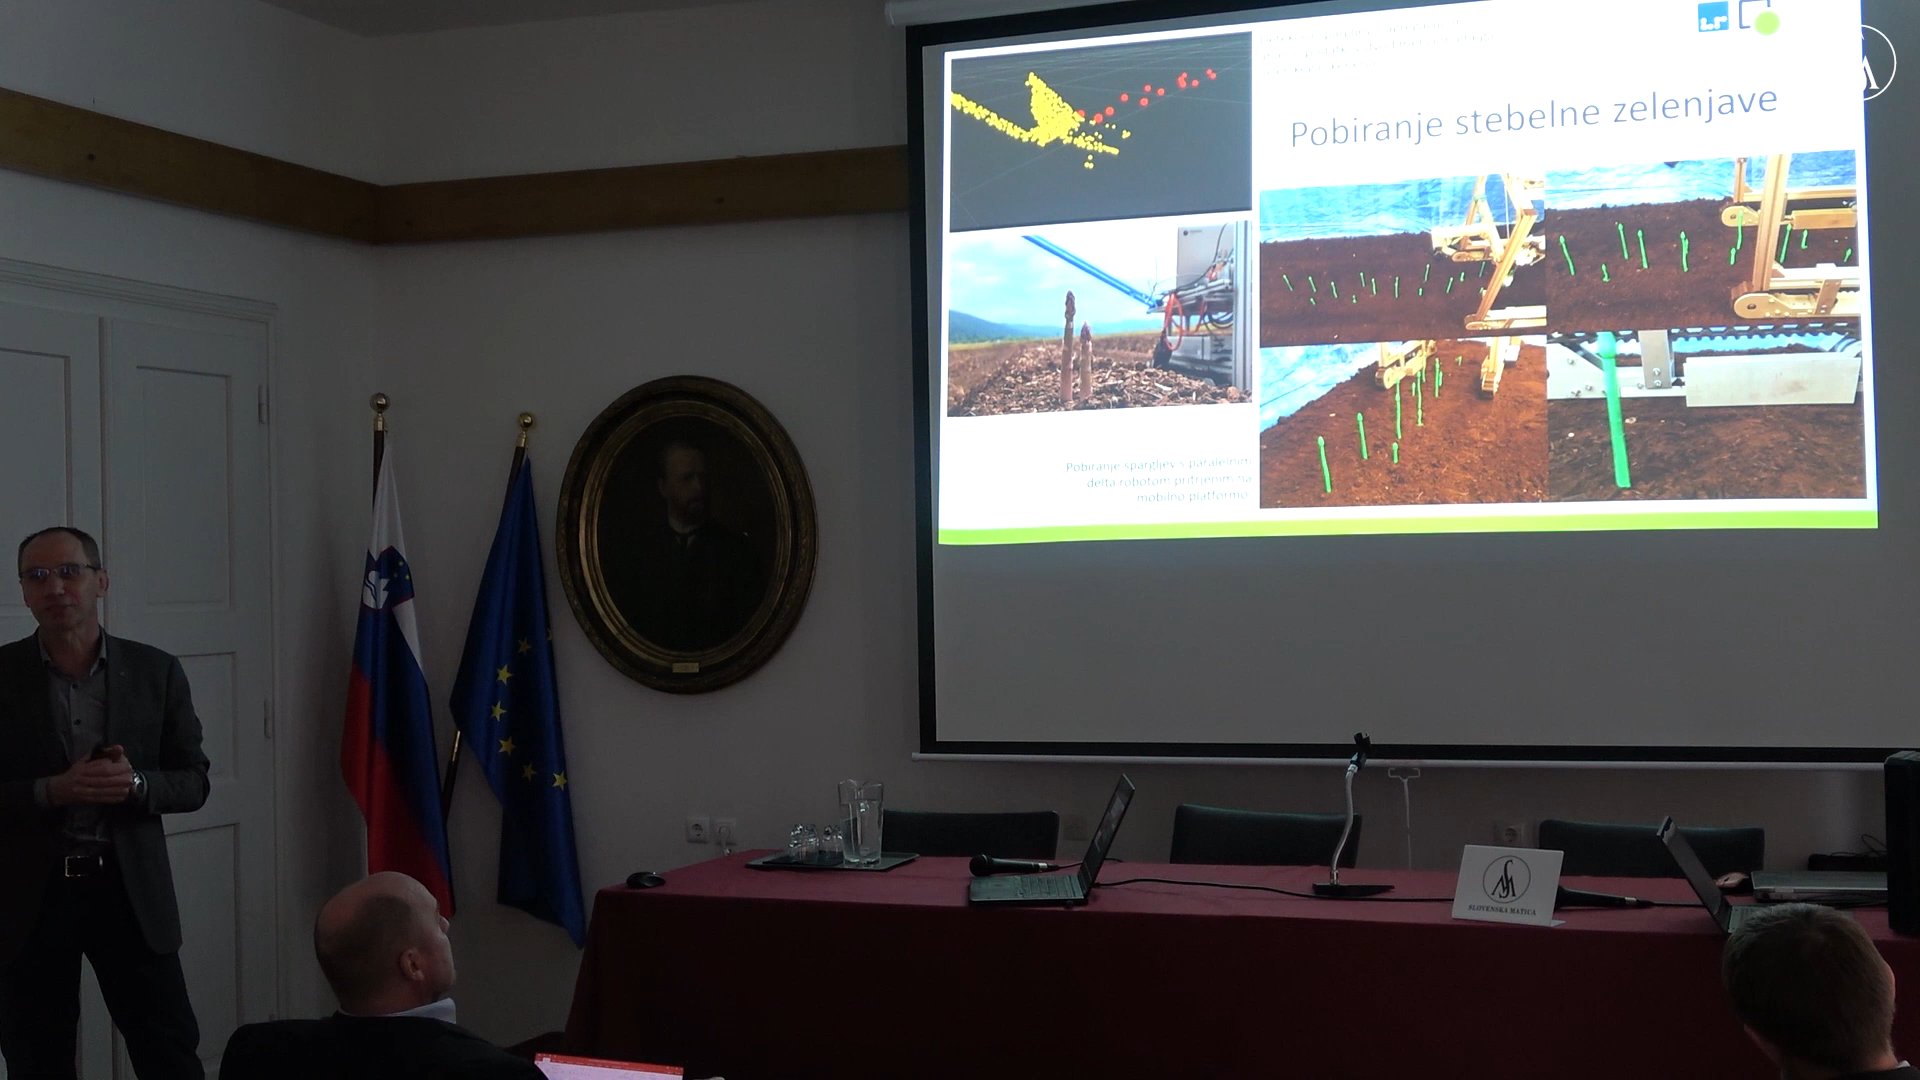 Pobiranje stebelne zelenjave
Pobiranje špargljev s paralelnim
delta robotom pritrjenim na
mobilno platformo.
SLOVENSKA MATICA